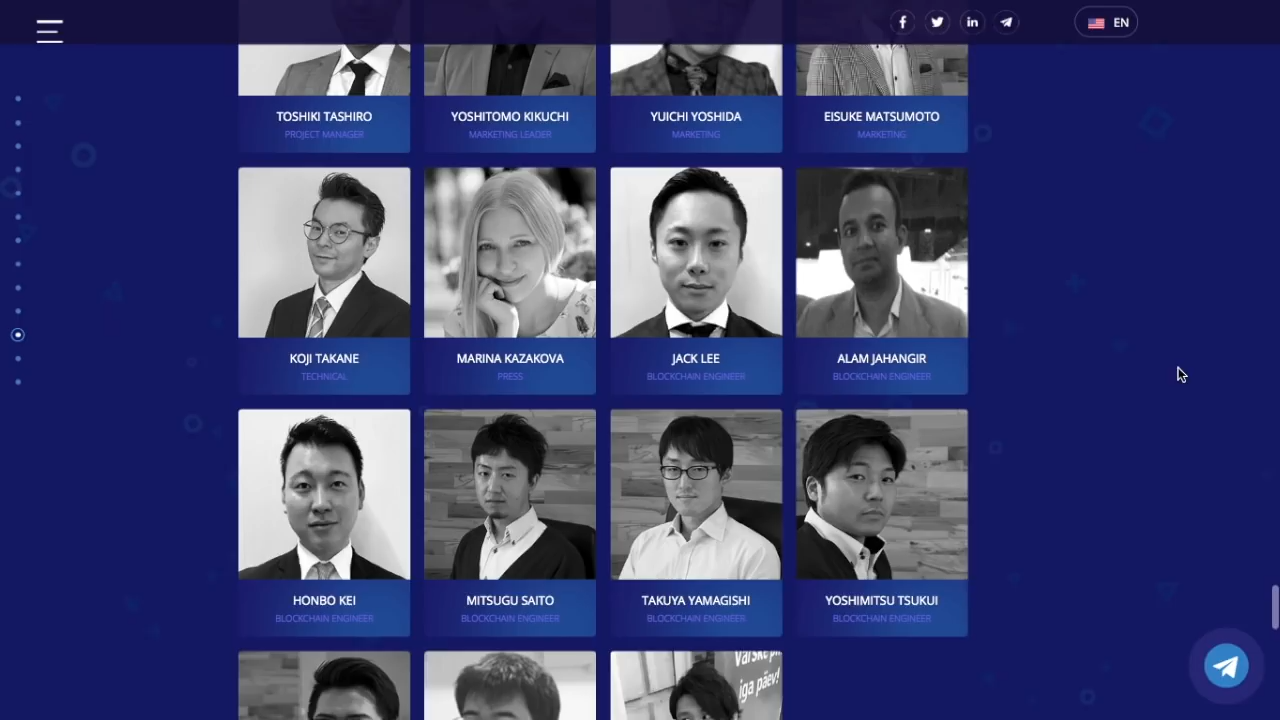 EN
TOSHIKI TASHIRO
PROJECT MANAGER
YOSHITOMO KIKUCHI
MARKETING LEADER
YUICHI YOSHIDA
MARKETING
EISUKE MATSUMOTO
MARKETING
KOJI TAKANE
TECHNICAL
MARINA KAZAKOVA
PRESS
JACK LEE
BLOCKCHAIN ENGINEER
ALAM JAHANGIR
BLOCKCHAIN ENGINEER
HONBO KEI
BLOCKCHAIN ENGINEER
MITSUGU SAITO
BLOCKCHAIN ENGINEER
TAKUYA YAMAGISHI
BLOCKCHAIN ENGINEER
YOSHIMITSU TSUKUI
BLOCKCHAIN ENGINEER
iga päev!